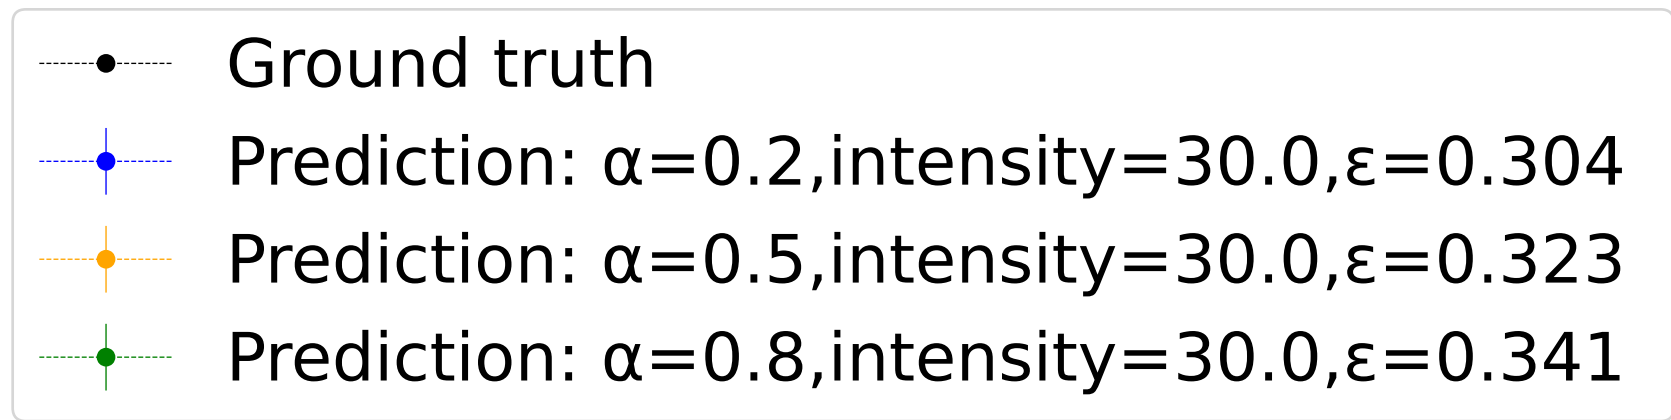 Ground truth
Prediction: α=0.2,intensity=30.0,ε=0.304
Prediction: α=0.5,intensity=30.0,ε=0.323
Prediction: α=0.8,intensity=30.0,ε=0.341